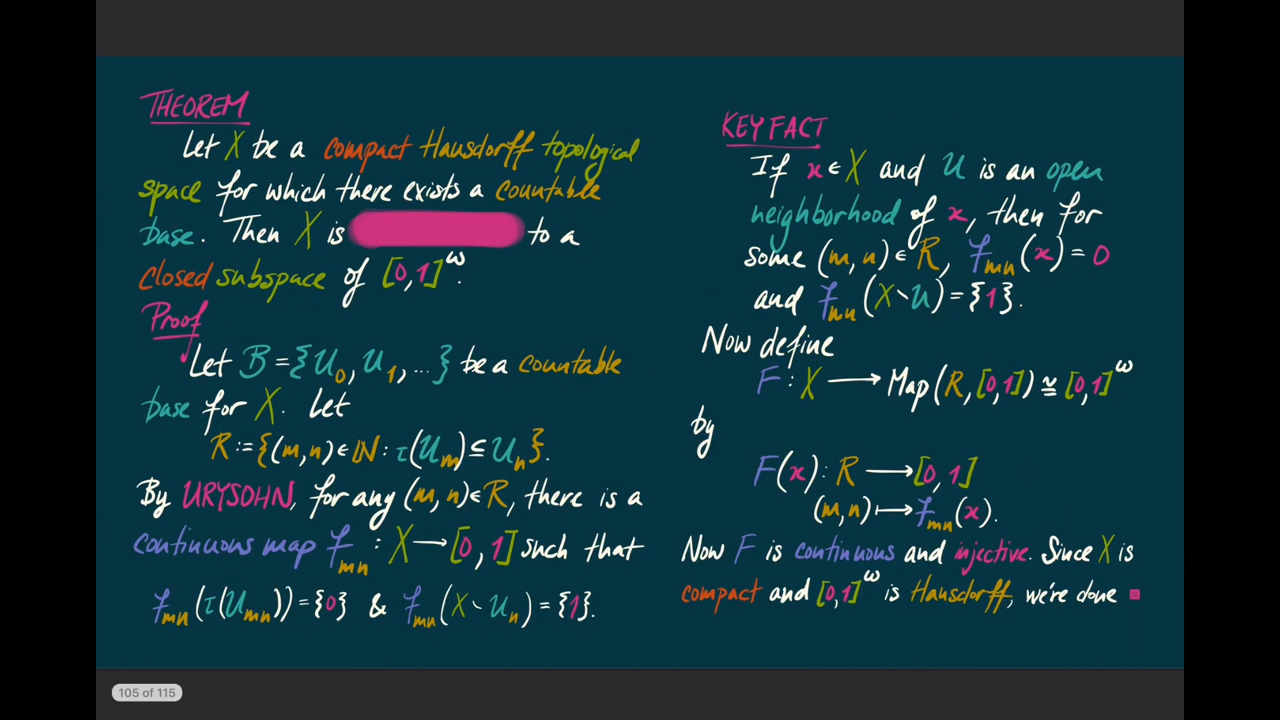 THEOREM
Let X be a compact Hausdorff topological
space for which there exists a countable
base. Then X is to a
closed subspace of [0,1]^ω.
Proof
Let B = {U_0, U_1, ...} be a countable
base for X. Let
R := {(m,n) ∈ ℕ : τ(U_m) ⊆ U_n}.
By URYSOHN, for any (m,n) ∈ R, there is a
continuous map f_mn : X → [0,1] such that
f_mn(τ(U_mn)) = {0} & f_mn(X \ U_n) = {1}.
KEY FACT
If x ∈ X and U is an open
neighborhood of x, then for
some (m,n) ∈ R, f_mn(x) = 0
and f_mn(X \ U) = {1}.
Now define
F : X → Map(R, [0,1]) ≅ [0,1]^ω
by
F(x) : R → [0,1]
(m,n) ↦ f_mn(x).
Now F is continuous and injective. Since X is
compact and [0,1]^ω is Hausdorff, we're done ■
105 of 115